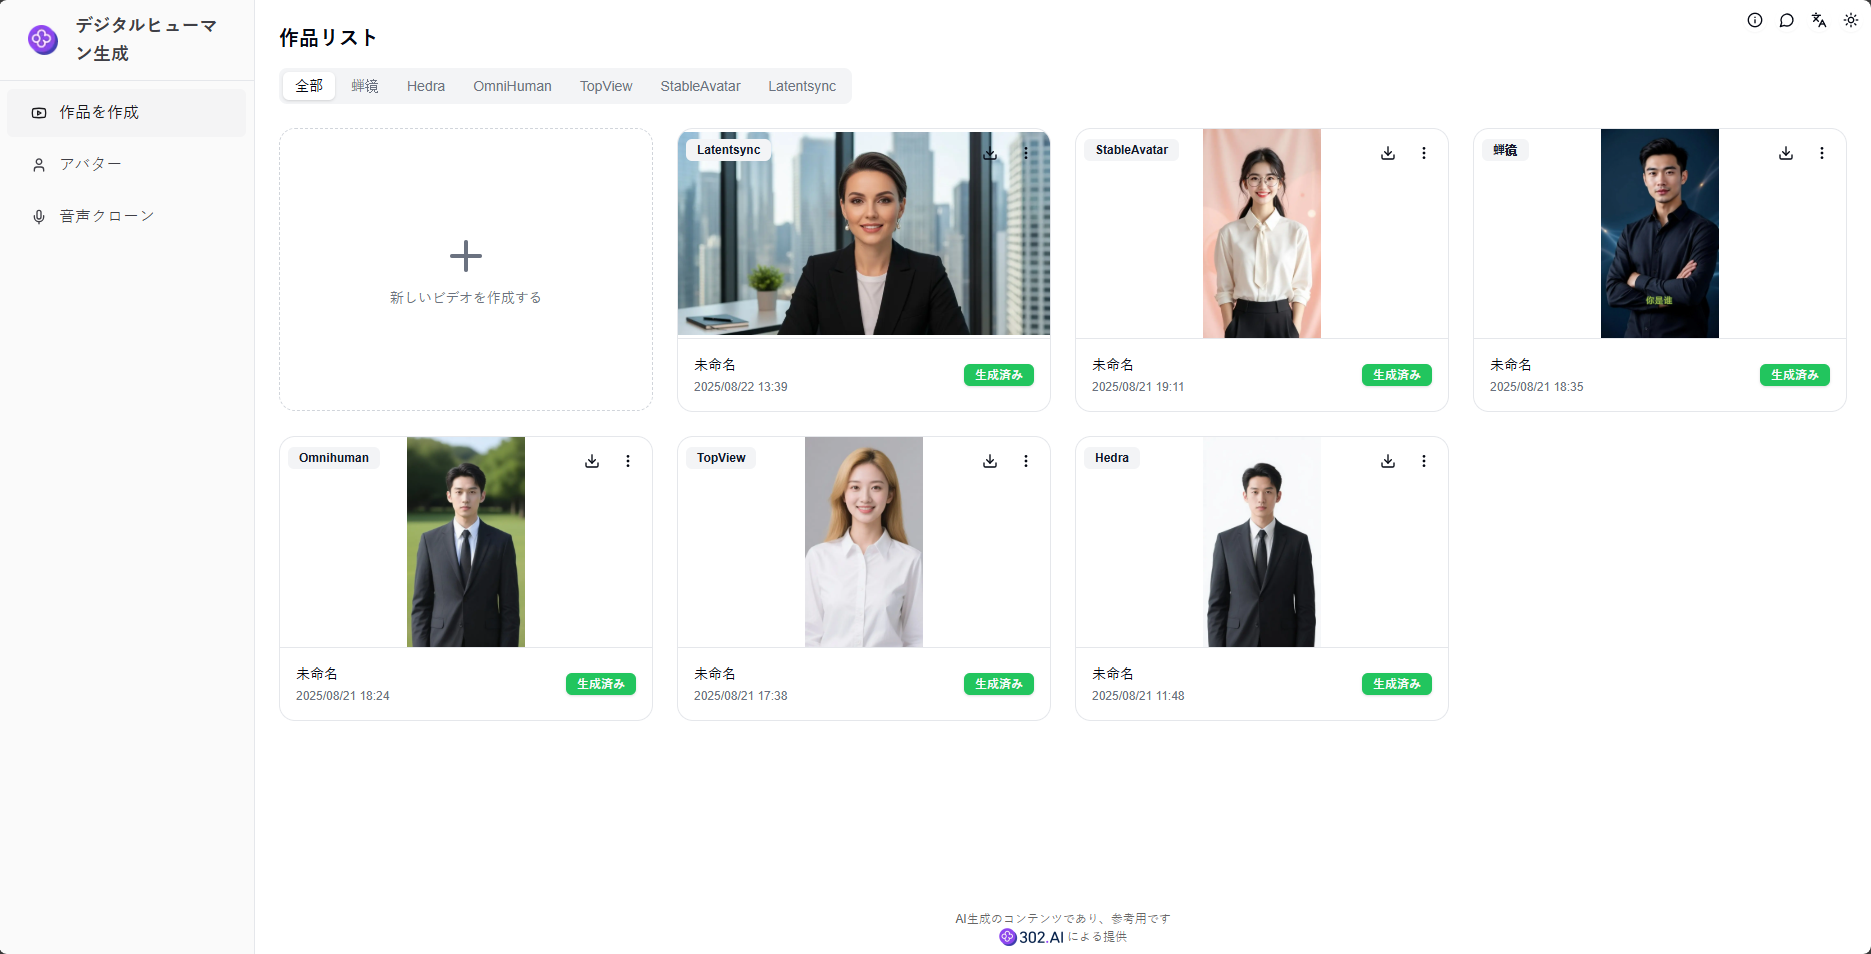 デジタルヒューマ
ン生成
作品を作成
アバター
音声クローン
作品リスト
全部 蝉镜 Hedra OmniHuman TopView StableAvatar Latentsync
新しいビデオを作成する
Latentsync
未命名
2025/08/22 13:39
生成済み
StableAvatar
未命名
2025/08/21 19:11
生成済み
蝉镜
你是谁
未命名
2025/08/21 18:35
生成済み
Omnihuman
未命名
2025/08/21 18:24
生成済み
TopView
未命名
2025/08/21 17:38
生成済み
Hedra
未命名
2025/08/21 11:48
生成済み
AI生成のコンテンツであり、参考用です
302.AI による提供